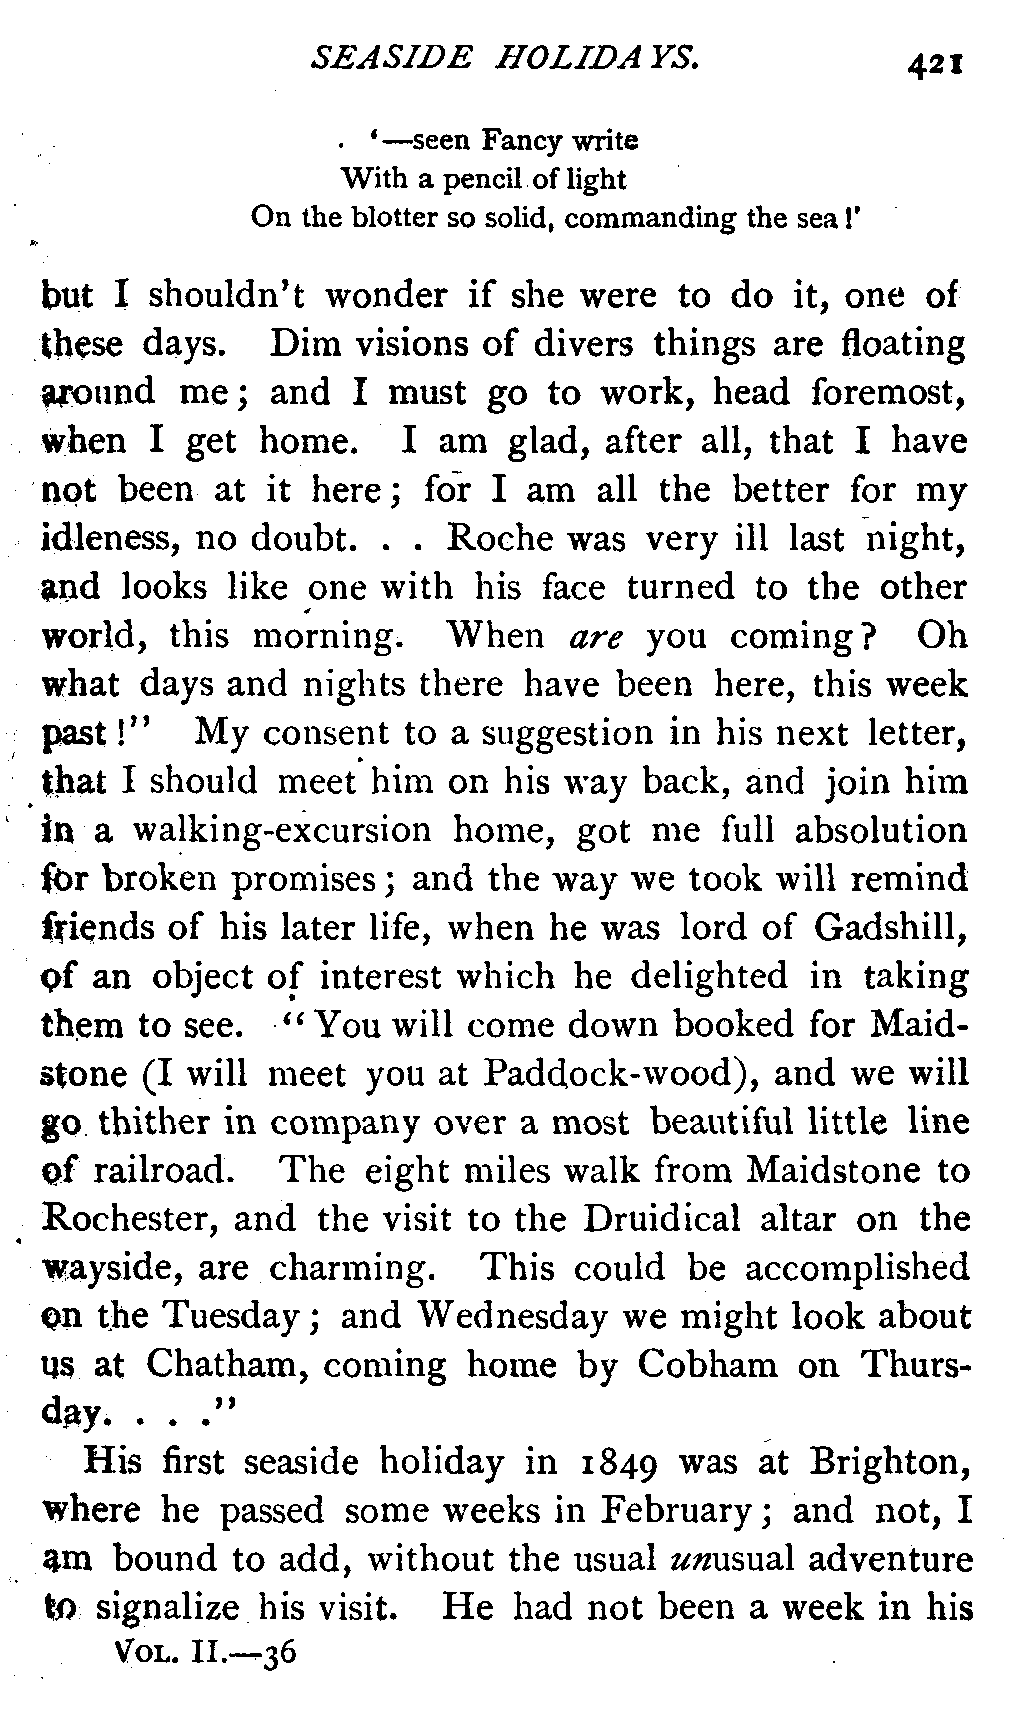 SEASIDE HOLIDAYS. 421
‘—seen Fancy write
With a pencil of light
On the blotter so solid, commanding the sea!’
but I shouldn't wonder if she were to do it, one of
these days. Dim visions of divers things are floating
around me; and I must go to work, head foremost,
when I get home. I am glad, after all, that I have
not been at it here; for I am all the better for my
idleness, no doubt. . . Roche was very ill last night,
and looks like one with his face turned to the other
world, this morning. When are you coming? Oh
what days and nights there have been here, this week
past!” My consent to a suggestion in his next letter,
that I should meet him on his way back, and join him
in a walking-excursion home, got me full absolution
for broken promises; and the way we took will remind
friends of his later life, when he was lord of Gadshill,
of an object of interest which he delighted in taking
them to see. “You will come down booked for Maid-
stone (I will meet you at Paddock-wood), and we will
go thither in company over a most beautiful little line
of railroad. The eight miles walk from Maidstone to
Rochester, and the visit to the Druidical altar on the
wayside, are charming. This could be accomplished
on the Tuesday; and Wednesday we might look about
us at Chatham, coming home by Cobham on Thurs-
day. . . .”
His first seaside holiday in 1849 was at Brighton,
where he passed some weeks in February; and not, I
am bound to add, without the usual unusual adventure
to signalize his visit. He had not been a week in his
VOL. II.—36